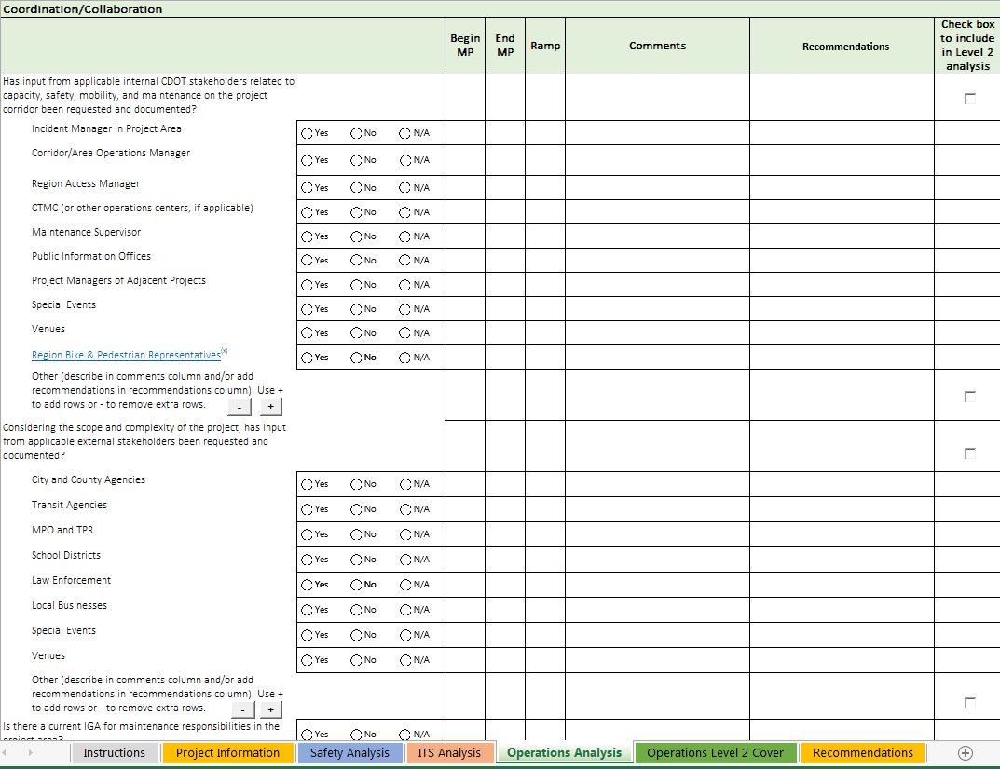 Coordination/Collaboration
Begin MP
End MP
Ramp
Comments
Recommendations
Check box to include in Level 2 analysis
Has input from applicable internal CDOT stakeholders related to
capacity, safety, mobility, and maintenance on the project
corridor been requested and documented?
Incident Manager in Project Area Yes No N/A
Corridor/Area Operations Manager Yes No N/A
Region Access Manager Yes No N/A
CTMC (or other operations centers, if applicable) Yes No N/A
Maintenance Supervisor Yes No N/A
Public Information Offices Yes No N/A
Project Managers of Adjacent Projects Yes No N/A
Special Events Yes No N/A
Venues Yes No N/A
Region Bike & Pedestrian Representatives(x) Yes No N/A
Other (describe in comments column and/or add
recommendations in recommendations column). Use +
to add rows or - to remove extra rows. - +
Considering the scope and complexity of the project, has input
from applicable external stakeholders been requested and
documented?
City and County Agencies Yes No N/A
Transit Agencies Yes No N/A
MPO and TPR Yes No N/A
School Districts Yes No N/A
Law Enforcement Yes No N/A
Local Businesses Yes No N/A
Special Events Yes No N/A
Venues Yes No N/A
Other (describe in comments column and/or add
recommendations in recommendations column). Use +
to add rows or - to remove extra rows. - +
Is there a current IGA for maintenance responsibilities in the
project area? Yes No N/A
Instructions Project Information Safety Analysis ITS Analysis Operations Analysis Operations Level 2 Cover Recommendations